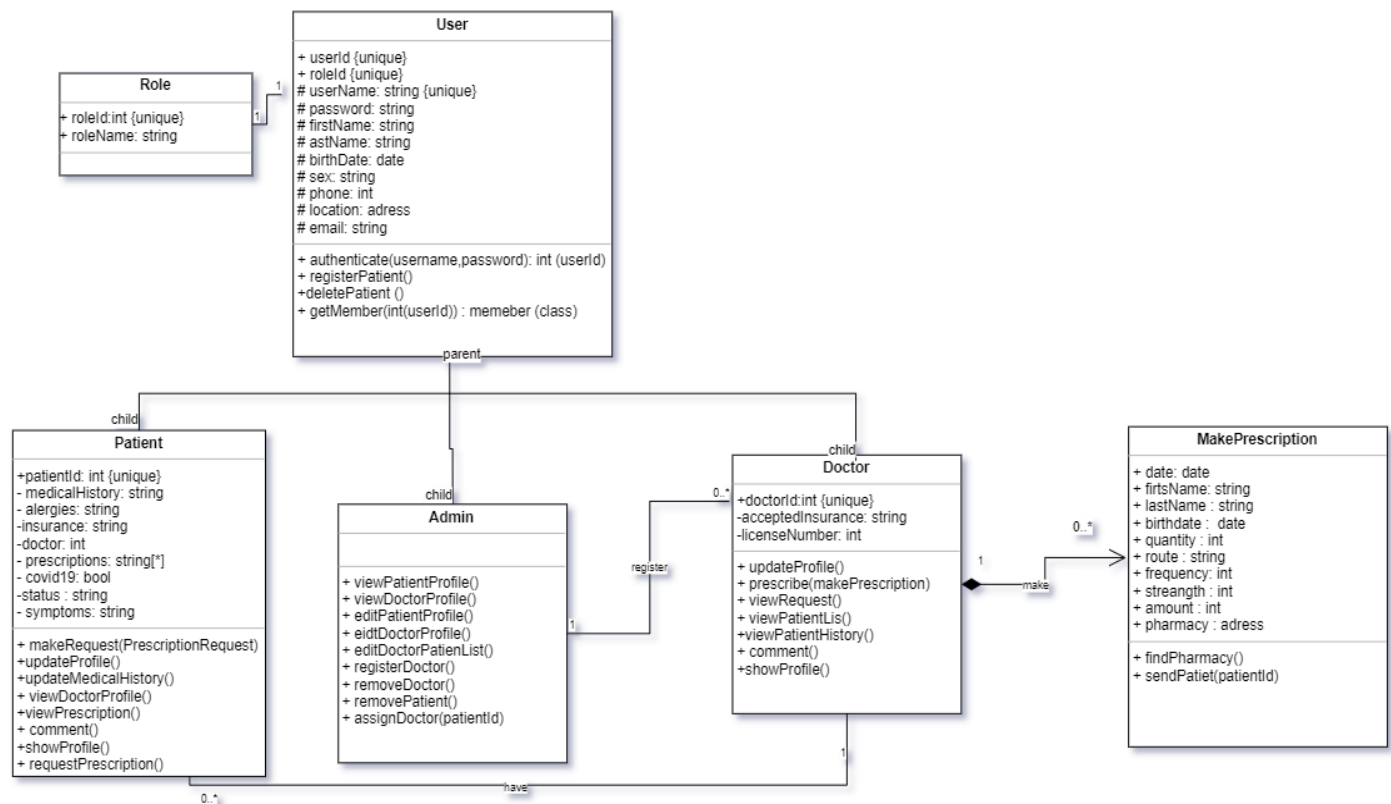 User
+ userId {unique}
+ roleId {unique}
# userName: string {unique}
# password: string
# firstName: string
# astName: string
# birthDate: date
# sex: string
# phone: int
# location: adress
# email: string
+ authenticate(username,password): int (userId)
+ registerPatient()
+deletePatient ()
+ getMember(int(userId)) : memeber (class)
Role
+ roleId:int {unique}
+ roleName: string
1
1
parent
child
child
child
Patient
+patientId: int {unique}
- medicalHistory: string
- alergies: string
-insurance: string
-doctor: int
- prescriptions: string[*]
- covid19: bool
-status : string
- symptoms: string
+ makeRequest(PrescriptionRequest)
+updateProfile()
+updateMedicalHistory()
+ viewDoctorProfile()
+viewPrescription()
+ comment()
+showProfile()
+ requestPrescription()
Admin
+ viewPatientProfile()
+ viewDoctorProfile()
+ editPatientProfile()
+ eidtDoctorProfile()
+ editDoctorPatienList()
+ registerDoctor()
+ removeDoctor()
+ removePatient()
+ assignDoctor(patientId)
1
register
0..*
Doctor
+doctorId:int {unique}
-acceptedInsurance: string
-licenseNumber: int
+ updateProfile()
+ prescribe(makePrescription)
+ viewRequest()
+ viewPatientLis()
+viewPatientHistory()
+ comment()
+showProfile()
1
make
0..*
MakePrescription
+ date: date
+ firtsName: string
+ lastName : string
+ birthdate : date
+ quantity : int
+ route : string
+ frequency: int
+ streangth : int
+ amount : int
+ pharmacy : adress
+ findPharmacy()
+ sendPatiet(patientId)
1
have
0..*